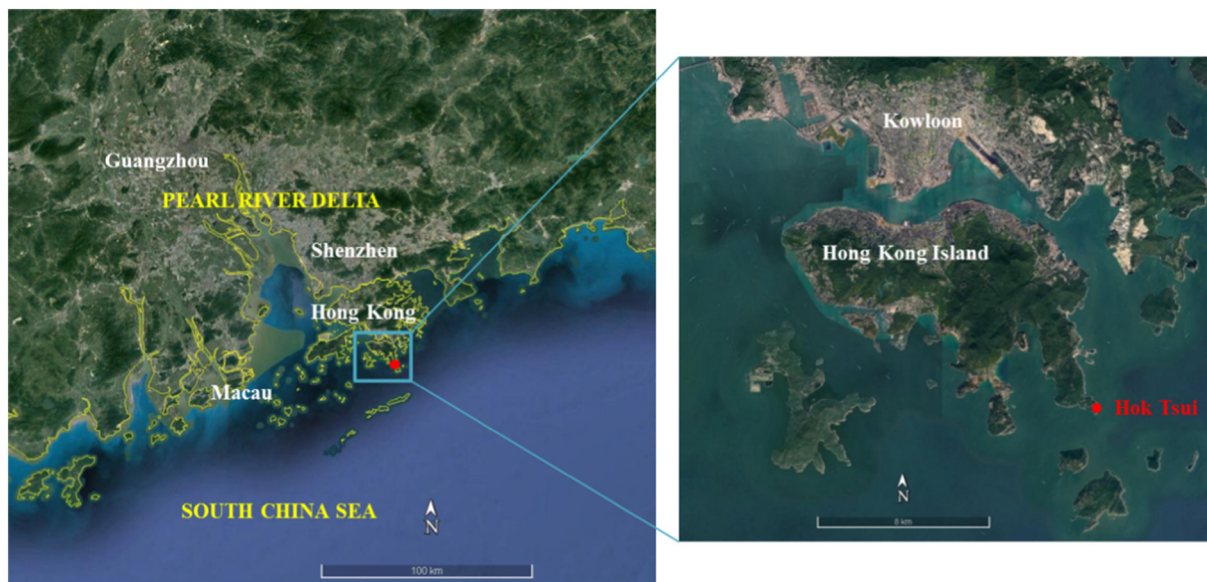 Guangzhou
PEARL RIVER DELTA
Shenzhen
Hong Kong
Macau
SOUTH CHINA SEA
N
100 km
Kowloon
Hong Kong Island
Hok Tsui
N
8 km